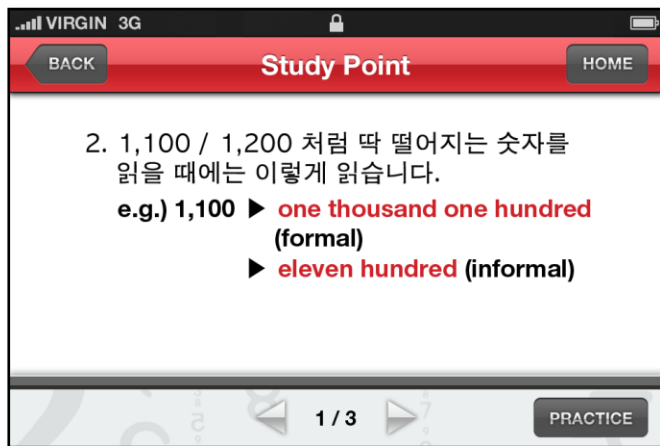 VIRGIN 3G
BACK Study Point HOME
2. 1,100 / 1,200 처럼 딱 떨어지는 숫자를
읽을 때에는 이렇게 읽습니다.
e.g.) 1,100 ▶ one thousand one hundred
(formal)
▶ eleven hundred (informal)
1 / 3 PRACTICE